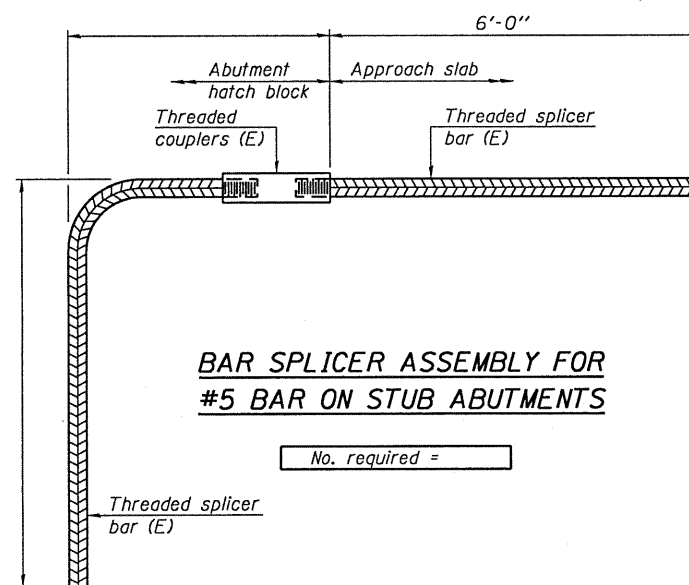 6'-0"
Abutment
hatch block
Approach slab
Threaded
couplers (E)
Threaded splicer
bar (E)
BAR SPLICER ASSEMBLY FOR
#5 BAR ON STUB ABUTMENTS
No. required =
Threaded splicer
bar (E)